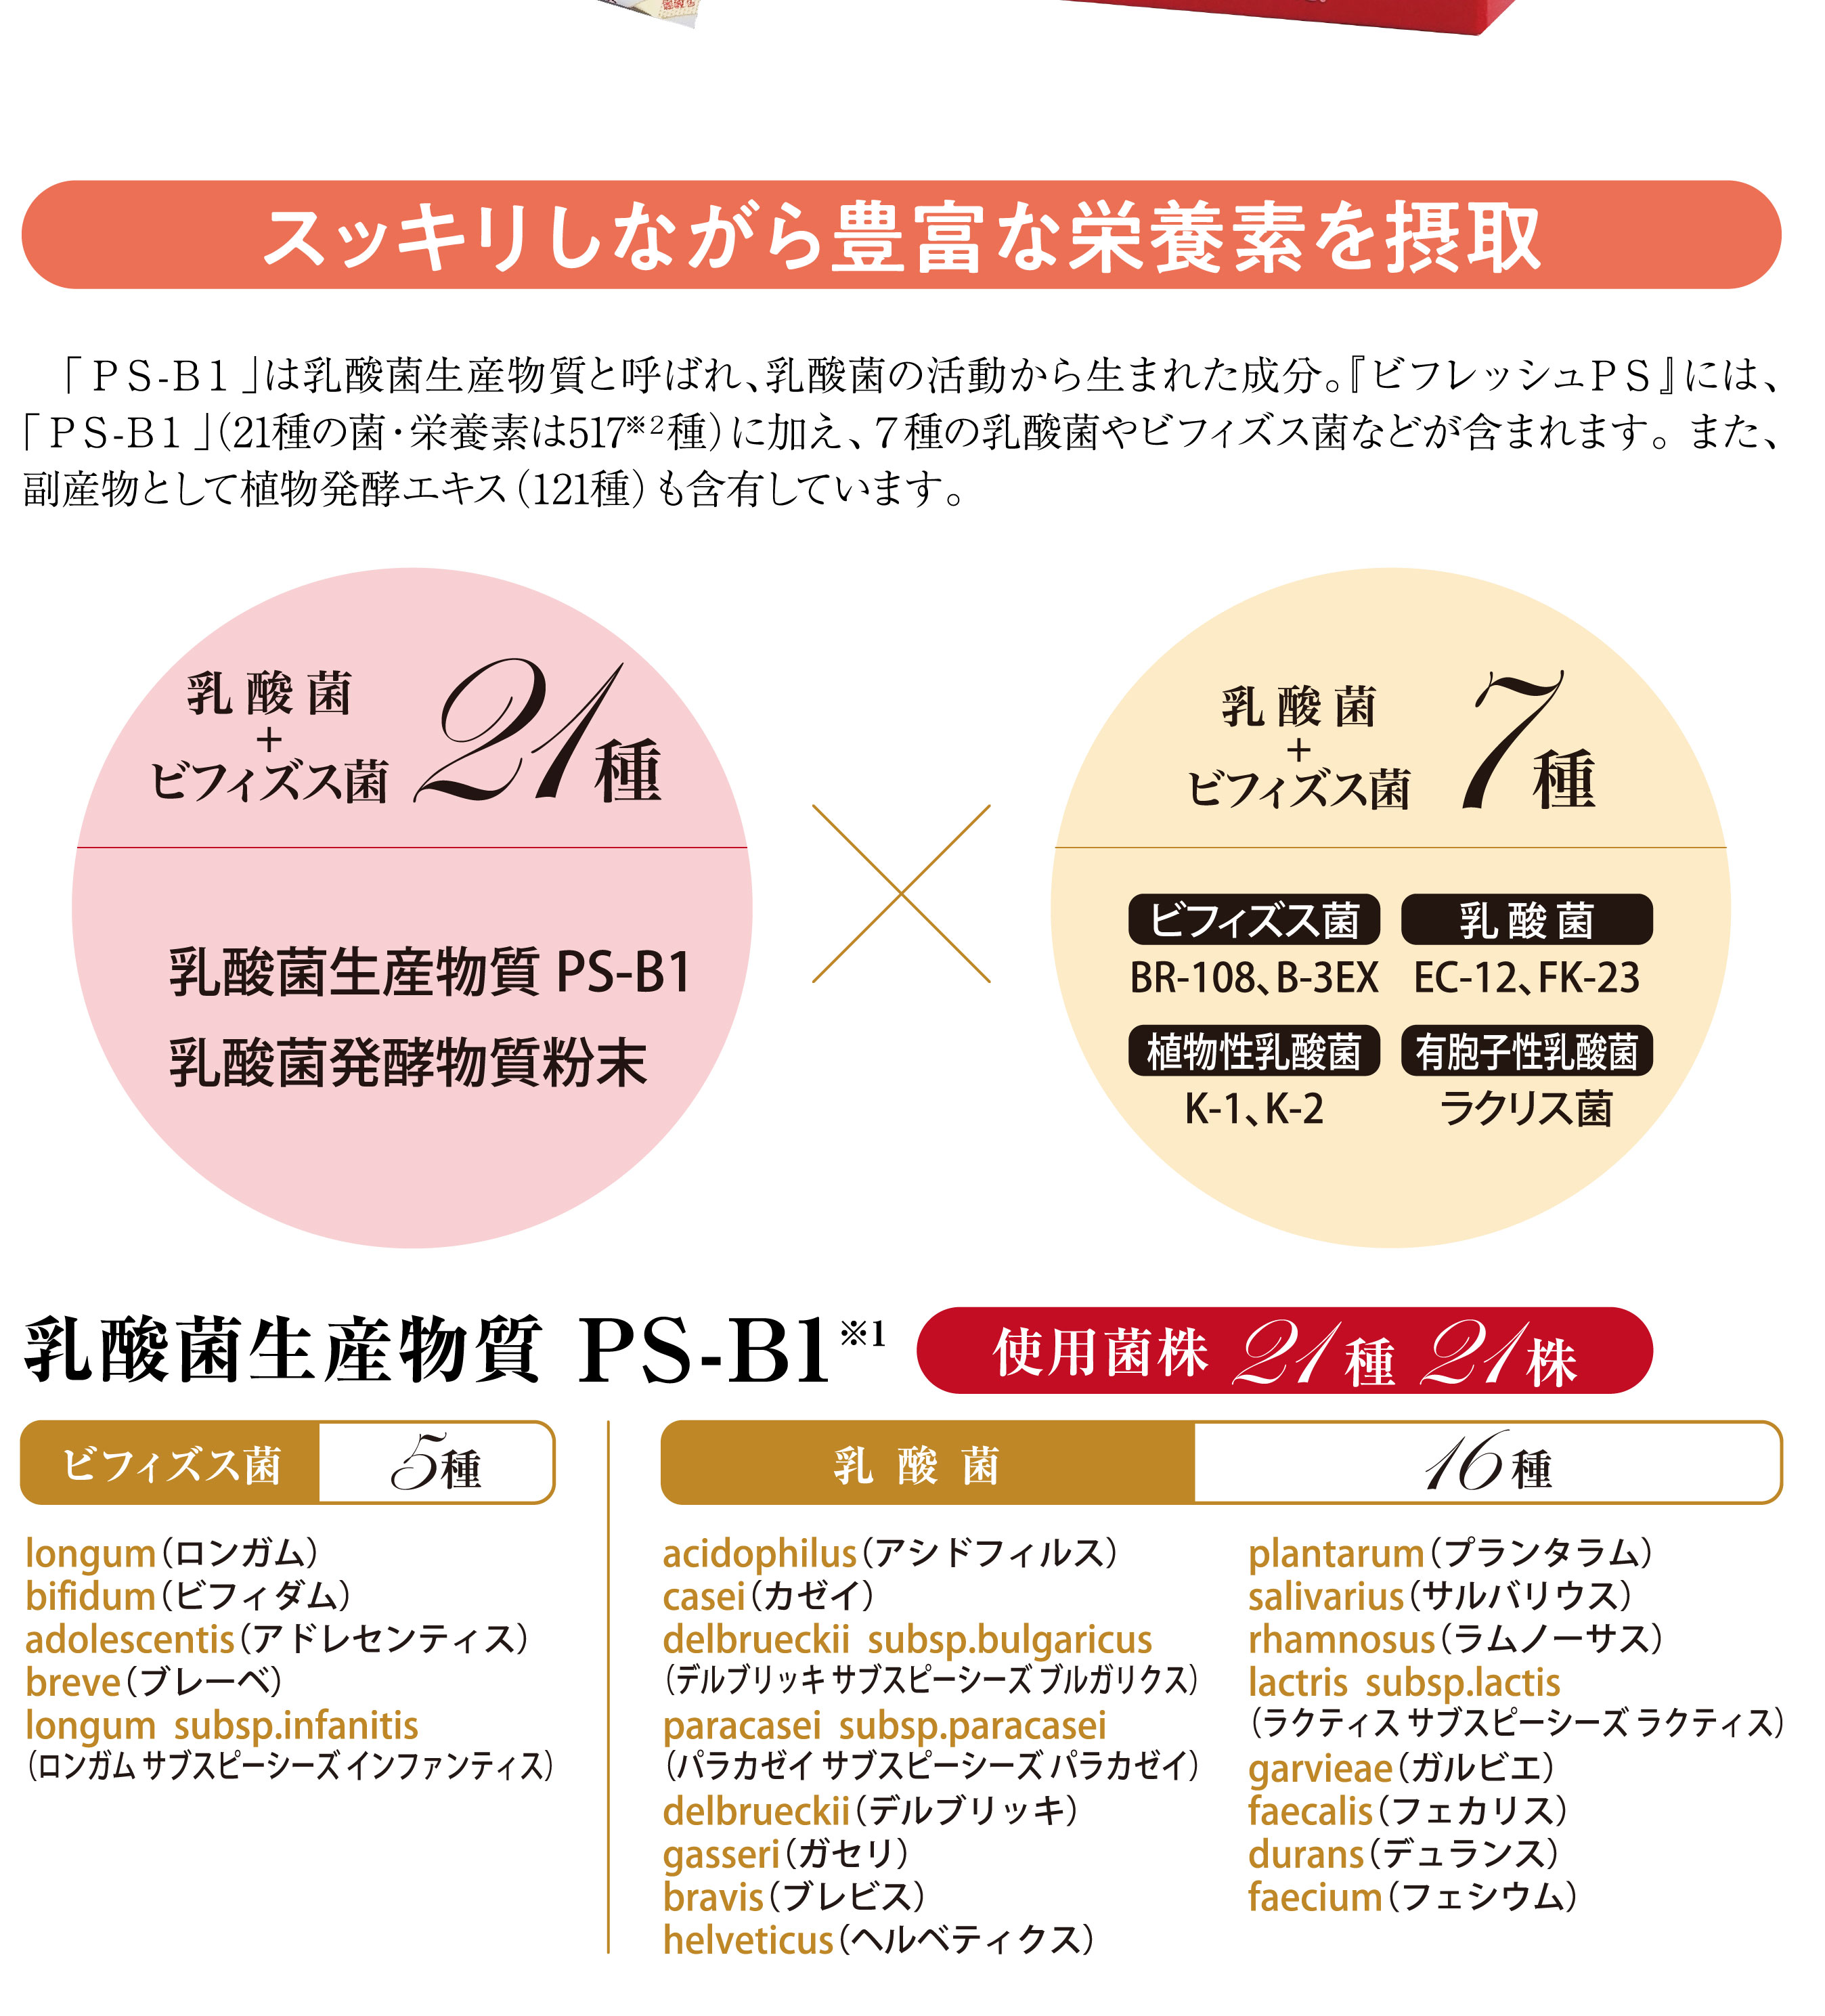 スッキリしながら豊富な栄養素を摂取
「ＰＳ-Ｂ１」は乳酸菌生産物質と呼ばれ、乳酸菌の活動から生まれた成分。『ビフレッシュＰＳ』には、
「ＰＳ-Ｂ１」（21種の菌・栄養素は517※2種）に加え、７種の乳酸菌やビフィズス菌などが含まれます。また、
副産物として植物発酵エキス（121種）も含有しています。
乳酸菌
+
ビフィズス菌
21種
乳酸菌生産物質 PS-B1
乳酸菌発酵物質粉末
乳酸菌
+
ビフィズス菌
7種
ビフィズス菌
BR-108、B-3EX
乳酸菌
EC-12、FK-23
植物性乳酸菌
K-1、K-2
有胞子性乳酸菌
ラクリス菌
乳酸菌生産物質 PS-B1※1
使用菌株 21種 21株
ビフィズス菌 5種
longum（ロンガム）
bifidum（ビフィダム）
adolescentis（アドレセンティス）
breve（ブレーベ）
longum subsp.infanitis
（ロンガム サブスピーシーズ インファンティス）
乳酸菌 16種
acidophilus（アシドフィルス）
casei（カゼイ）
delbrueckii subsp.bulgaricus
（デルブリッキ サブスピーシーズ ブルガリクス）
paracasei subsp.paracasei
（パラカゼイ サブスピーシーズ パラカゼイ）
delbrueckii（デルブリッキ）
gasseri（ガセリ）
bravis（ブレビス）
helveticus（ヘルベティクス）
plantarum（プランタラム）
salivarius（サルバリウス）
rhamnosus（ラムノーサス）
lactris subsp.lactis
（ラクティス サブスピーシーズ ラクティス）
garvieae（ガルビエ）
faecalis（フェカリス）
durans（デュランス）
faecium（フェシウム）